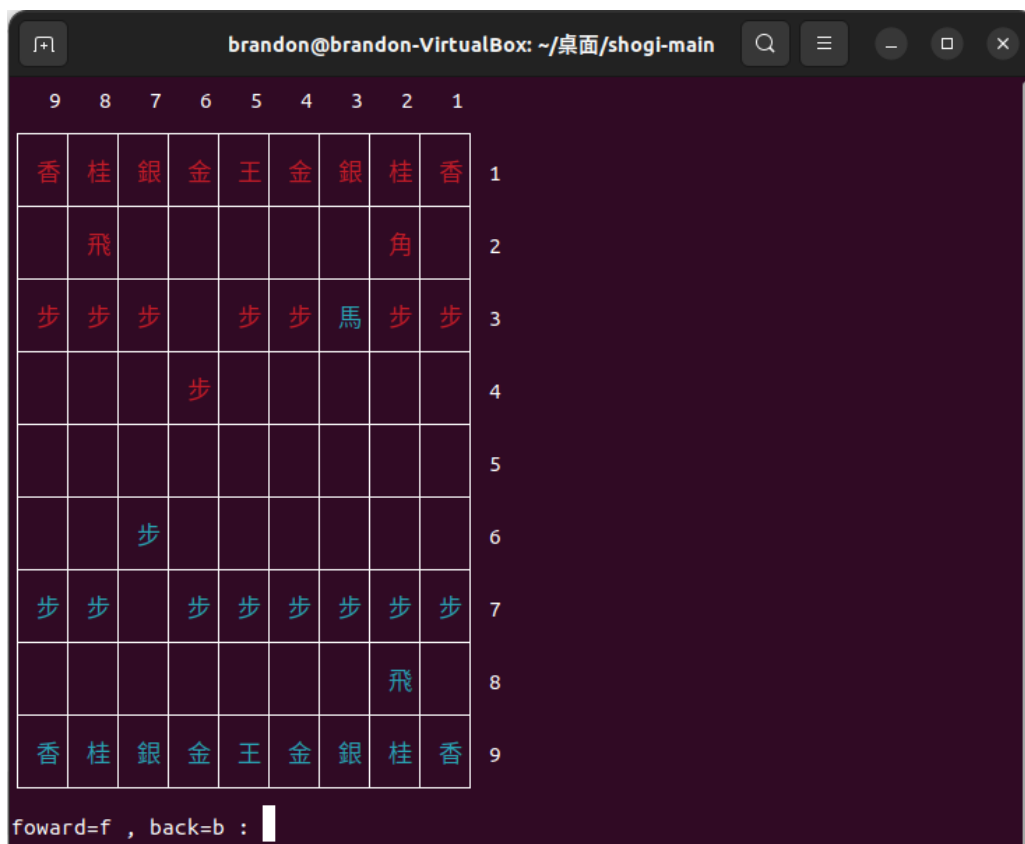 brandon@brandon-VirtualBox: ~/桌面/shogi-main
9 8 7 6 5 4 3 2 1
香 桂 銀 金 王 金 銀 桂 香 1
飛 角 2
步 步 步 步 步 馬 步 步 3
步 4
5
步 6
步 步 步 步 步 步 步 步 7
飛 8
香 桂 銀 金 王 金 銀 桂 香 9
foward=f , back=b :